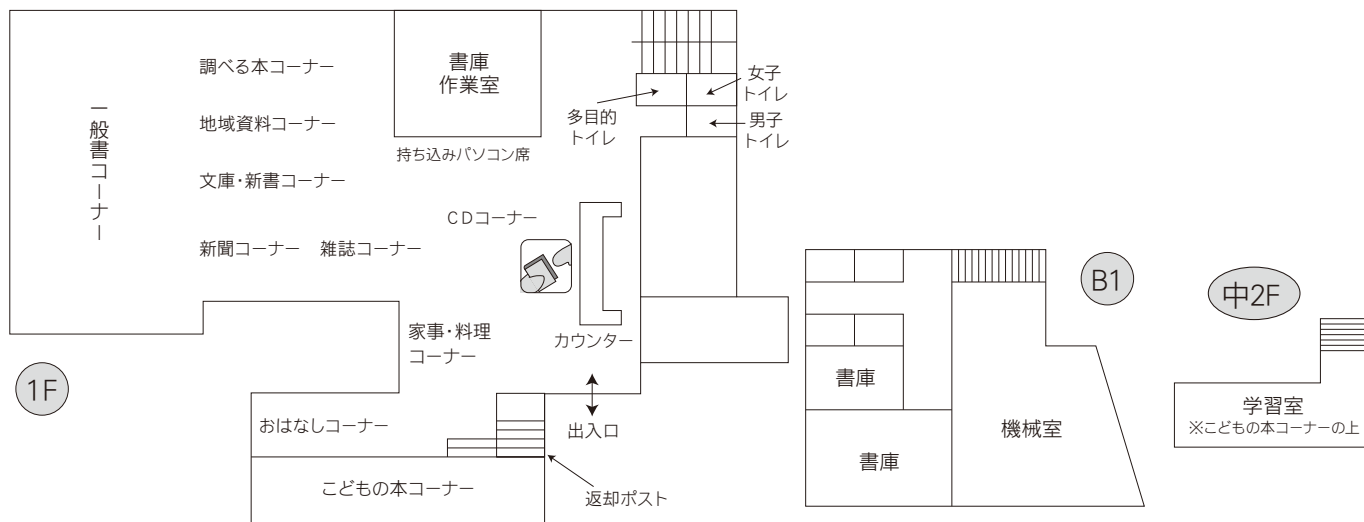 調べる本コーナー
書庫
作業室
女子
トイレ
多目的
トイレ
男子
トイレ
一般書コーナー
地域資料コーナー
持ち込みパソコン席
文庫・新書コーナー
CDコーナー
新聞コーナー　雑誌コーナー
家事・料理
コーナー
カウンター
1F
おはなしコーナー
出入口
こどもの本コーナー
返却ポスト
B1
書庫
書庫
機械室
中2F
学習室
※こどもの本コーナーの上